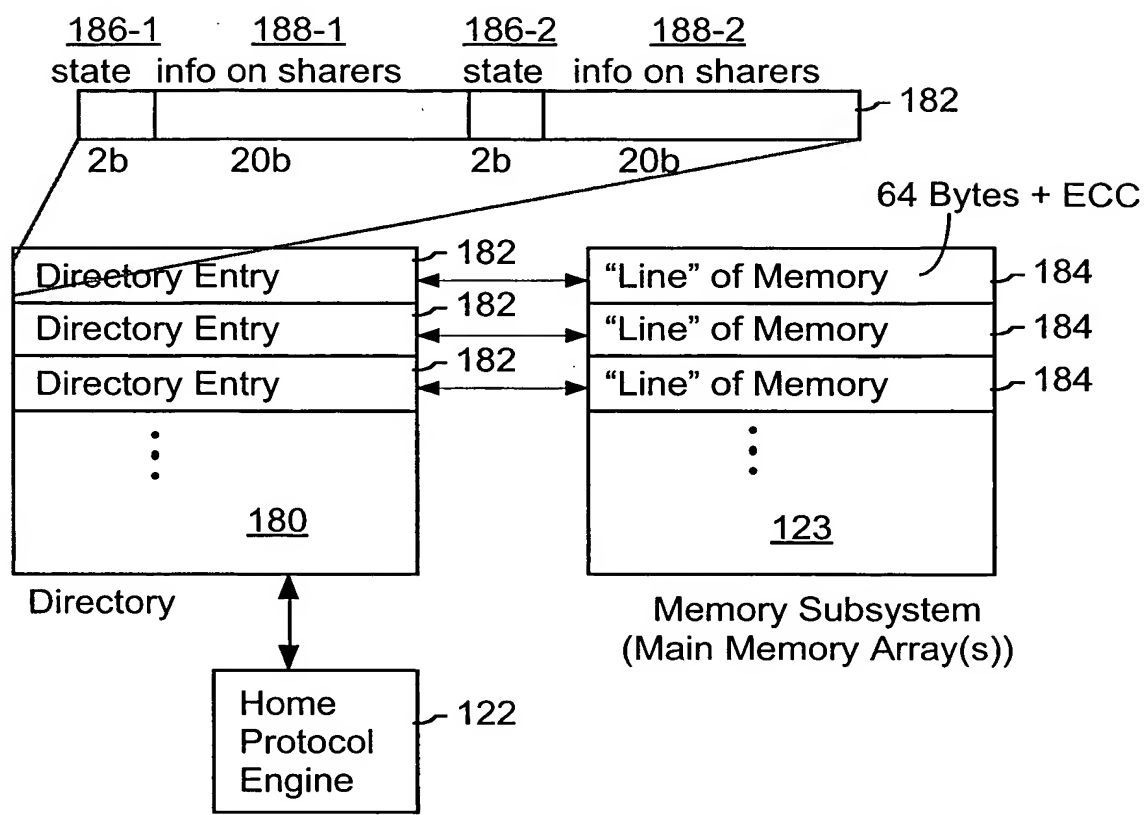 186-1 188-1 186-2 188-2
state info on sharers state info on sharers
182
2b 20b 2b 20b
64 Bytes + ECC
Directory Entry 182 “Line” of Memory 184
Directory Entry 182 “Line” of Memory 184
Directory Entry 182 “Line” of Memory 184
180 123
Directory
Memory Subsystem
(Main Memory Array(s))
Home
Protocol
Engine
122